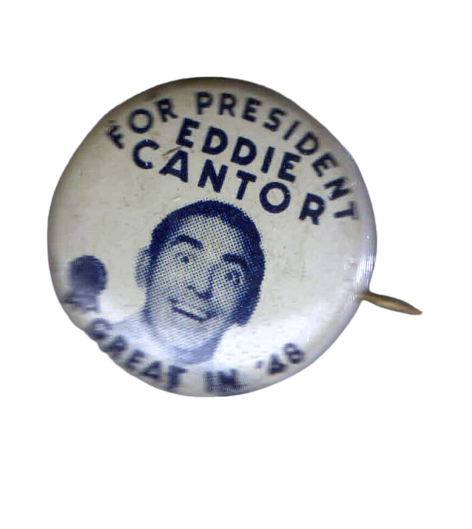 FOR PRESIDENT
EDDIE
CANTOR
GREAT IN '48